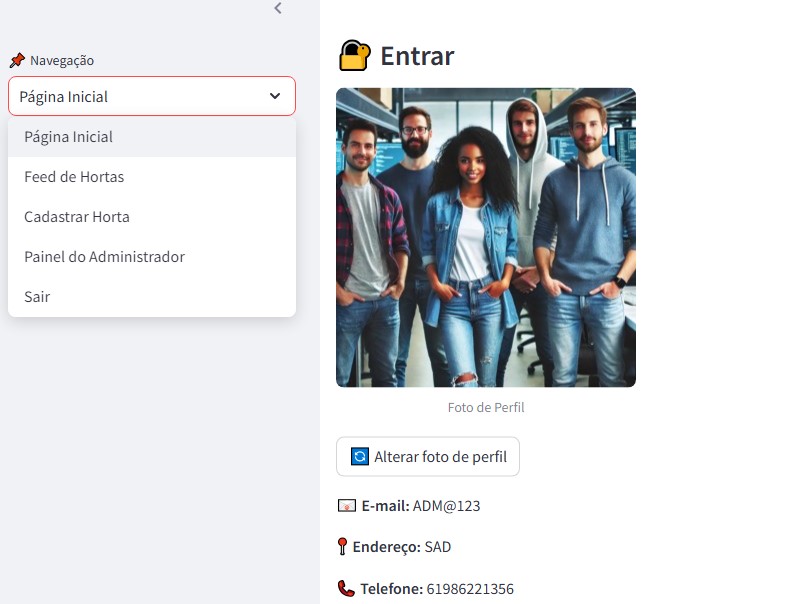 Navegação
Página Inicial
Página Inicial
Feed de Hortas
Cadastrar Horta
Painel do Administrador
Sair
Entrar
Foto de Perfil
Alterar foto de perfil
E-mail: ADM@123
Endereço: SAD
Telefone: 61986221356